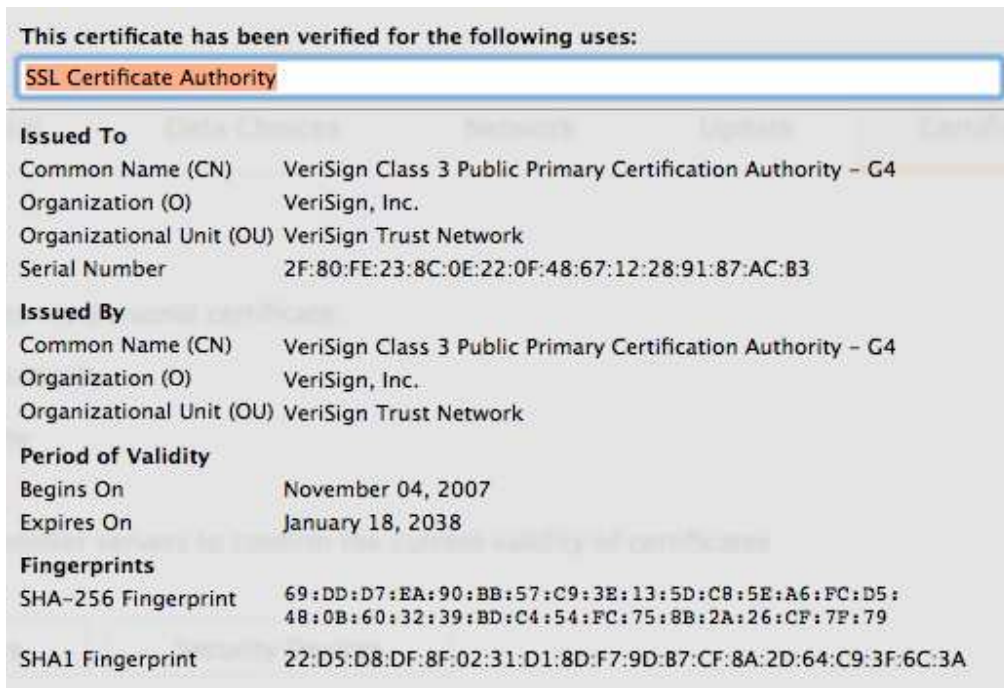 This certificate has been verified for the following uses:
SSL Certificate Authority
Issued To
Common Name (CN) VeriSign Class 3 Public Primary Certification Authority – G4
Organization (O) VeriSign, Inc.
Organizational Unit (OU) VeriSign Trust Network
Serial Number 2F:80:FE:23:8C:0E:22:0F:48:67:12:28:91:87:AC:B3
Issued By
Common Name (CN) VeriSign Class 3 Public Primary Certification Authority – G4
Organization (O) VeriSign, Inc.
Organizational Unit (OU) VeriSign Trust Network
Period of Validity
Begins On November 04, 2007
Expires On January 18, 2038
Fingerprints
SHA-256 Fingerprint 69:DD:D7:EA:90:BB:57:C9:3E:13:5D:C8:5E:A6:FC:D5:
48:0B:60:32:39:BD:C4:54:FC:75:8B:2A:26:CF:7F:79
SHA1 Fingerprint 22:D5:D8:DF:8F:02:31:D1:8D:F7:9D:B7:CF:8A:2D:64:C9:3F:6C:3A